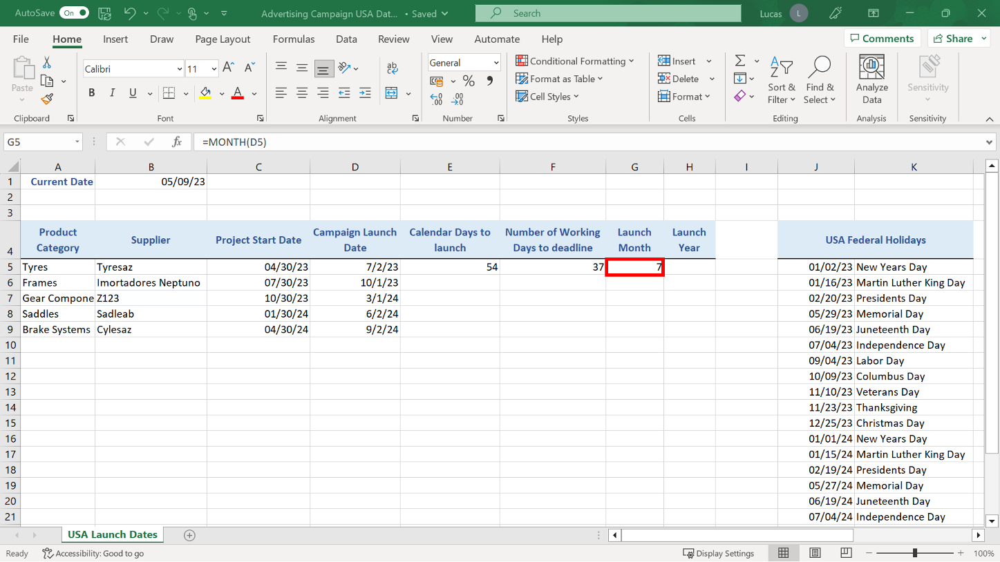 AutoSave On Advertising Campaign USA Dat... • Saved Search Lucas L
File Home Insert Draw Page Layout Formulas Data Review View Automate Help Comments Share
Paste
Clipboard
Calibri 11
B I U A
Font
ab
Alignment
General
% 9
.00
Number
Conditional Formatting
Format as Table
Cell Styles
Styles
Insert
Delete
Format
Cells
Sort & Filter
Find & Select
Editing
Analyze Data
Analysis
Sensitivity
Sensitivity
G5 fx =MONTH(D5)
A B C D E F G H I J K
1 Current Date 05/09/23
2
3
4 Product Category Supplier Project Start Date Campaign Launch Date Calendar Days to launch Number of Working Days to deadline Launch Month Launch Year USA Federal Holidays
5 Tyres Tyresaz 04/30/23 7/2/23 54 37 7 01/02/23 New Years Day
6 Frames Imortadores Neptuno 07/30/23 10/1/23 01/16/23 Martin Luther King Day
7 Gear Compone Z123 10/30/23 3/1/24 02/20/23 Presidents Day
8 Saddles Sadleab 01/30/24 6/2/24 05/29/23 Memorial Day
9 Brake Systems Cylesaz 04/30/24 9/2/24 06/19/23 Juneteenth Day
10 07/04/23 Independence Day
11 09/04/23 Labor Day
12 10/09/23 Columbus Day
13 11/10/23 Veterans Day
14 11/23/23 Thanksgiving
15 12/25/23 Christmas Day
16 01/01/24 New Years Day
17 01/15/24 Martin Luther King Day
18 02/19/24 Presidents Day
19 05/27/24 Memorial Day
20 06/19/24 Juneteenth Day
21 07/04/24 Independence Day
USA Launch Dates
Ready Accessibility: Good to go Display Settings 100%